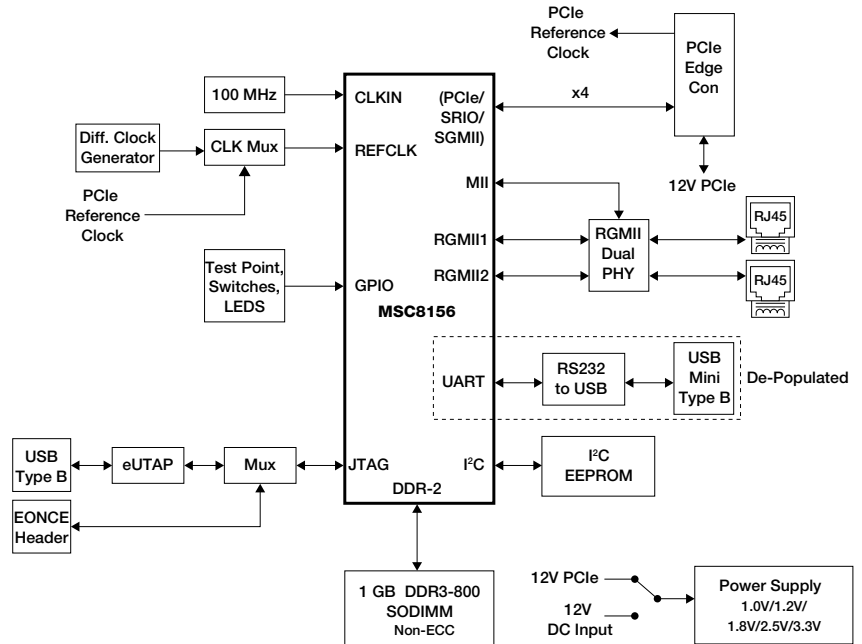 PCIe
Reference
Clock
PCIe
Edge
Con
x4
12V PCIe
100 MHz
CLKIN
(PCIe/
SRIO/
SGMII)
Diff. Clock
Generator
CLK Mux
REFCLK
PCIe
Reference
Clock
MII
RGMII1
RGMII2
RGMII
Dual
PHY
RJ45
RJ45
Test Point,
Switches,
LEDS
GPIO
MSC8156
UART
RS232
to USB
USB
Mini
Type B
De-Populated
USB
Type B
eUTAP
Mux
JTAG
I²C
I²C
EEPROM
DDR-2
EONCE
Header
1 GB DDR3-800
SODIMM
Non-ECC
12V PCIe
12V
DC Input
Power Supply
1.0V/1.2V/
1.8V/2.5V/3.3V